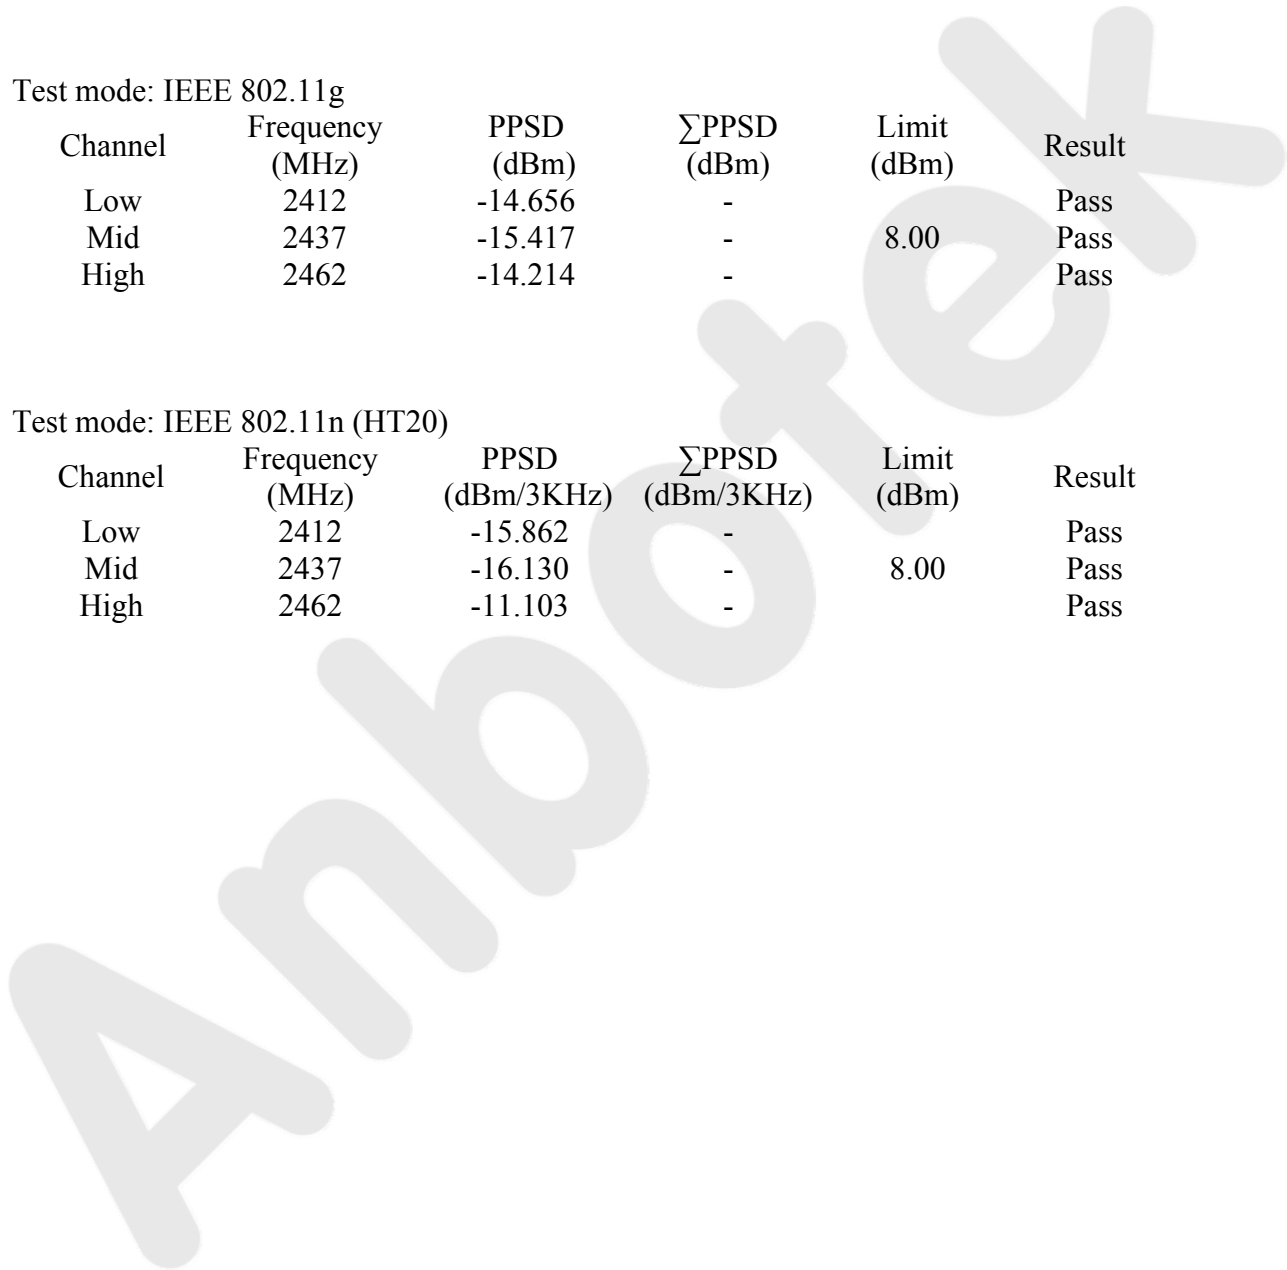 Test mode: IEEE 802.11g
Channel Frequency (MHz) PPSD (dBm) ∑PPSD (dBm) Limit (dBm) Result
Low 2412 -14.656 - Pass
Mid 2437 -15.417 - 8.00 Pass
High 2462 -14.214 - Pass
Test mode: IEEE 802.11n (HT20)
Channel Frequency (MHz) PPSD (dBm/3KHz) ∑PPSD (dBm/3KHz) Limit (dBm) Result
Low 2412 -15.862 - Pass
Mid 2437 -16.130 - 8.00 Pass
High 2462 -11.103 - Pass
Anbotek